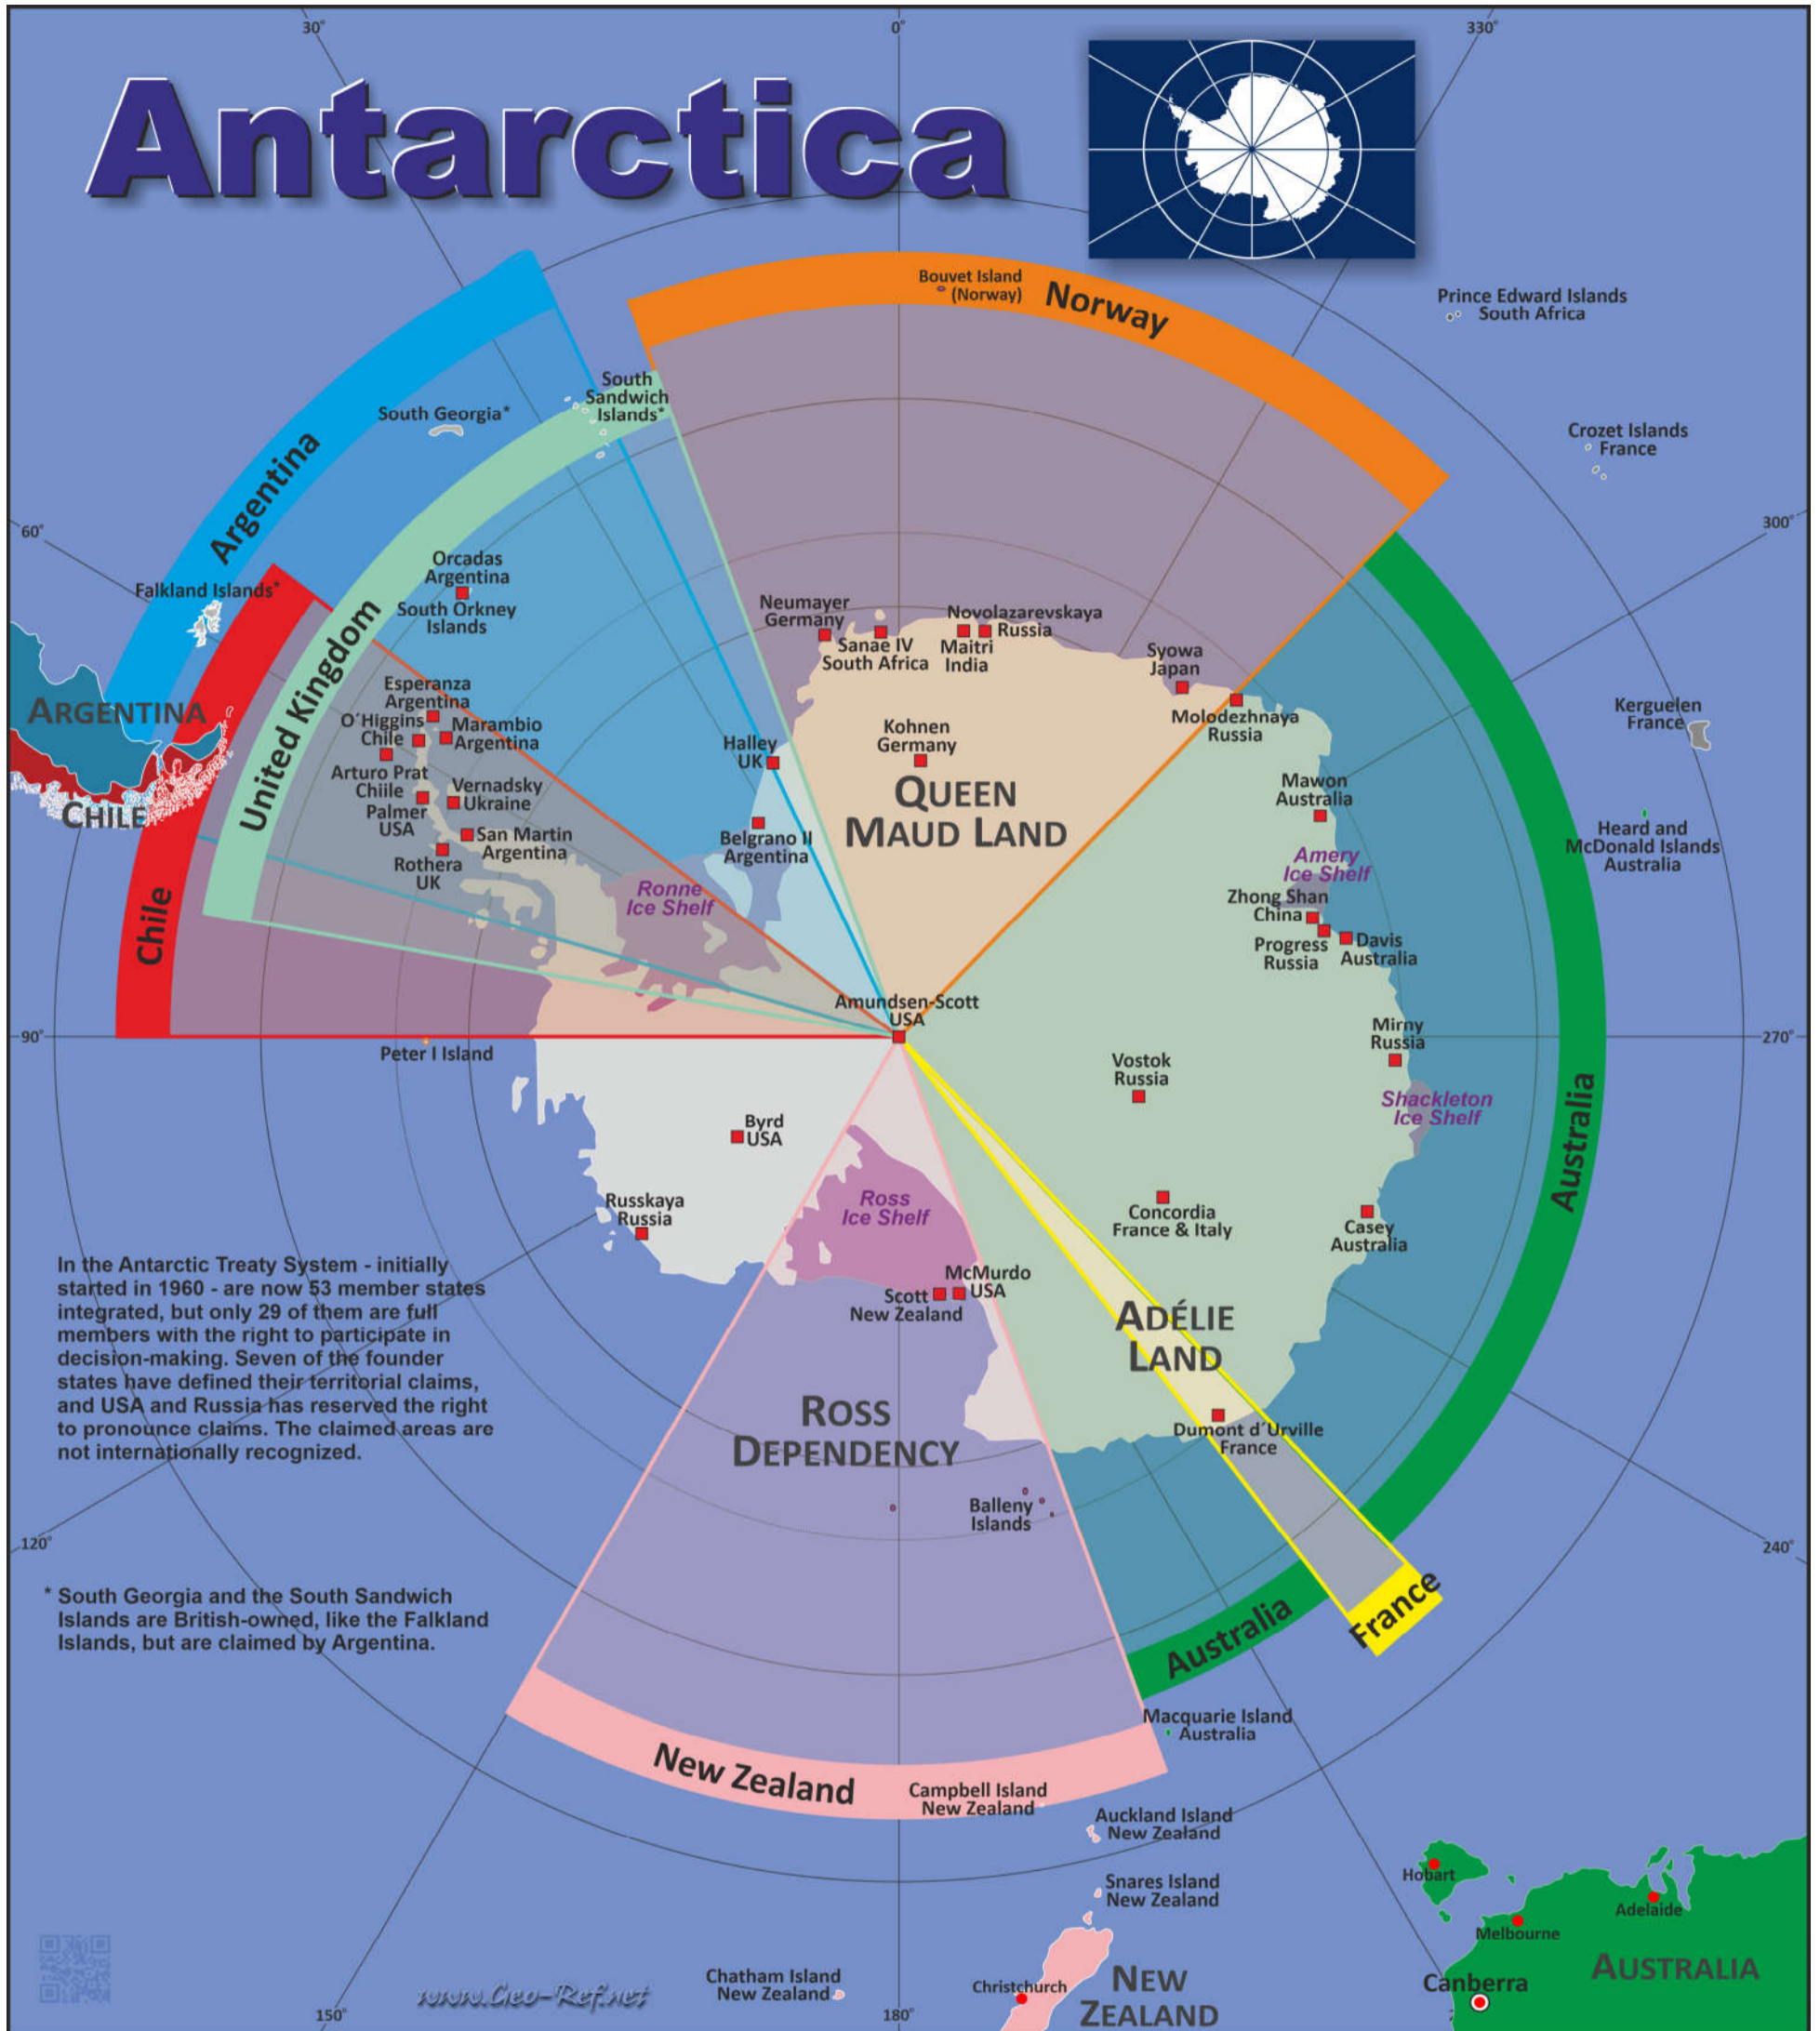 30°
0°
330°
Antarctica
Bouvet Island
(Norway)
Norway
Prince Edward Islands
South Africa
South
Sandwich
Islands*
South Georgia*
Crozet Islands
France
Argentina
60°
300°
Falkland Islands*
Orcadas
Argentina
South Orkney
Islands
United Kingdom
Neumayer
Germany
Sanae IV
South Africa
Novolazarevskaya
Russia
Maitri
India
Syowa
Japan
Molodezhnaya
Russia
ARGENTINA
CHILE
Esperanza
Argentina
O´Higgins
Chile
Marambio
Argentina
Arturo Prat
Chiile
Palmer
USA
Vernadsky
Ukraine
San Martin
Argentina
Rothera
UK
Halley
UK
Kohnen
Germany
QUEEN
MAUD LAND
Belgrano II
Argentina
Kerguelen
France
Mawon
Australia
Heard and
McDonald Islands
Australia
Amery
Ice Shelf
Ronne
Ice Shelf
Zhong Shan
China
Progress
Russia
Davis
Australia
Chile
Amundsen-Scott
USA
90°
270°
Peter I Island
Mirny
Russia
Vostok
Russia
Shackleton
Ice Shelf
Australia
Byrd
USA
Russkaya
Russia
Ross
Ice Shelf
Concordia
France & Italy
Casey
Australia
McMurdo
USA
Scott
New Zealand
ADÉLIE
LAND
In the Antarctic Treaty System - initially
started in 1960 - are now 53 member states
integrated, but only 29 of them are full
members with the right to participate in
decision-making. Seven of the founder
states have defined their territorial claims,
and USA and Russia has reserved the right
to pronounce claims. The claimed areas are
not internationally recognized.
ROSS
DEPENDENCY
Dumont d´Urville
France
Balleny
Islands
120°
240°
* South Georgia and the South Sandwich
Islands are British-owned, like the Falkland
Islands, but are claimed by Argentina.
France
Australia
Macquarie Island
Australia
New Zealand
Campbell Island
New Zealand
Auckland Island
New Zealand
Snares Island
New Zealand
Hobart
Melbourne
Adelaide
AUSTRALIA
Canberra
Chatham Island
New Zealand
Christchurch
NEW
ZEALAND
www.Geo-Ref.net
150°
180°